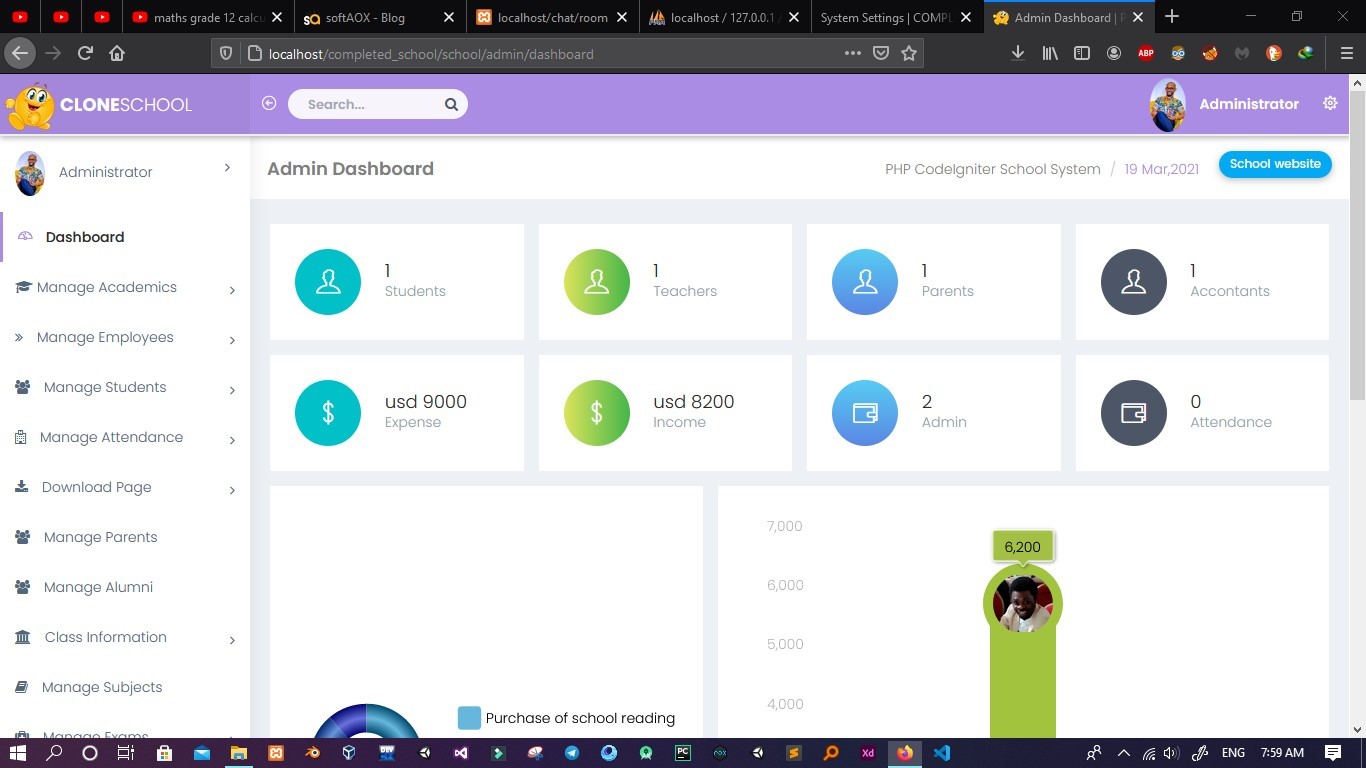 maths grade 12 calcu
softAOX - Blog
localhost/chat/room
localhost / 127.0.0.1 /
System Settings | COMPL
Admin Dashboard | P
localhost/completed_school/school/admin/dashboard
ABP
CLONESCHOOL
Search...
Administrator
Administrator
Admin Dashboard
PHP CodeIgniter School System / 19 Mar,2021
School website
Dashboard
Manage Academics
Manage Employees
Manage Students
Manage Attendance
Download Page
Manage Parents
Manage Alumni
Class Information
Manage Subjects
Manage Exams
1
Students
1
Teachers
1
Parents
1
Accontants
usd 9000
Expense
usd 8200
Income
2
Admin
0
Attendance
Purchase of school reading
7,000
6,200
6,000
5,000
4,000
ENG
7:59 AM